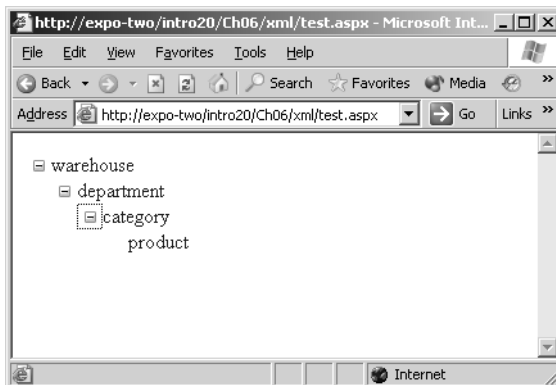 http://expo-two/intro20/Ch06/xml/test.aspx - Microsoft Int...
File Edit View Favorites Tools Help
Back Search Favorites Media »
Address http://expo-two/intro20/Ch06/xml/test.aspx Go Links »
warehouse
department
category
product
Internet